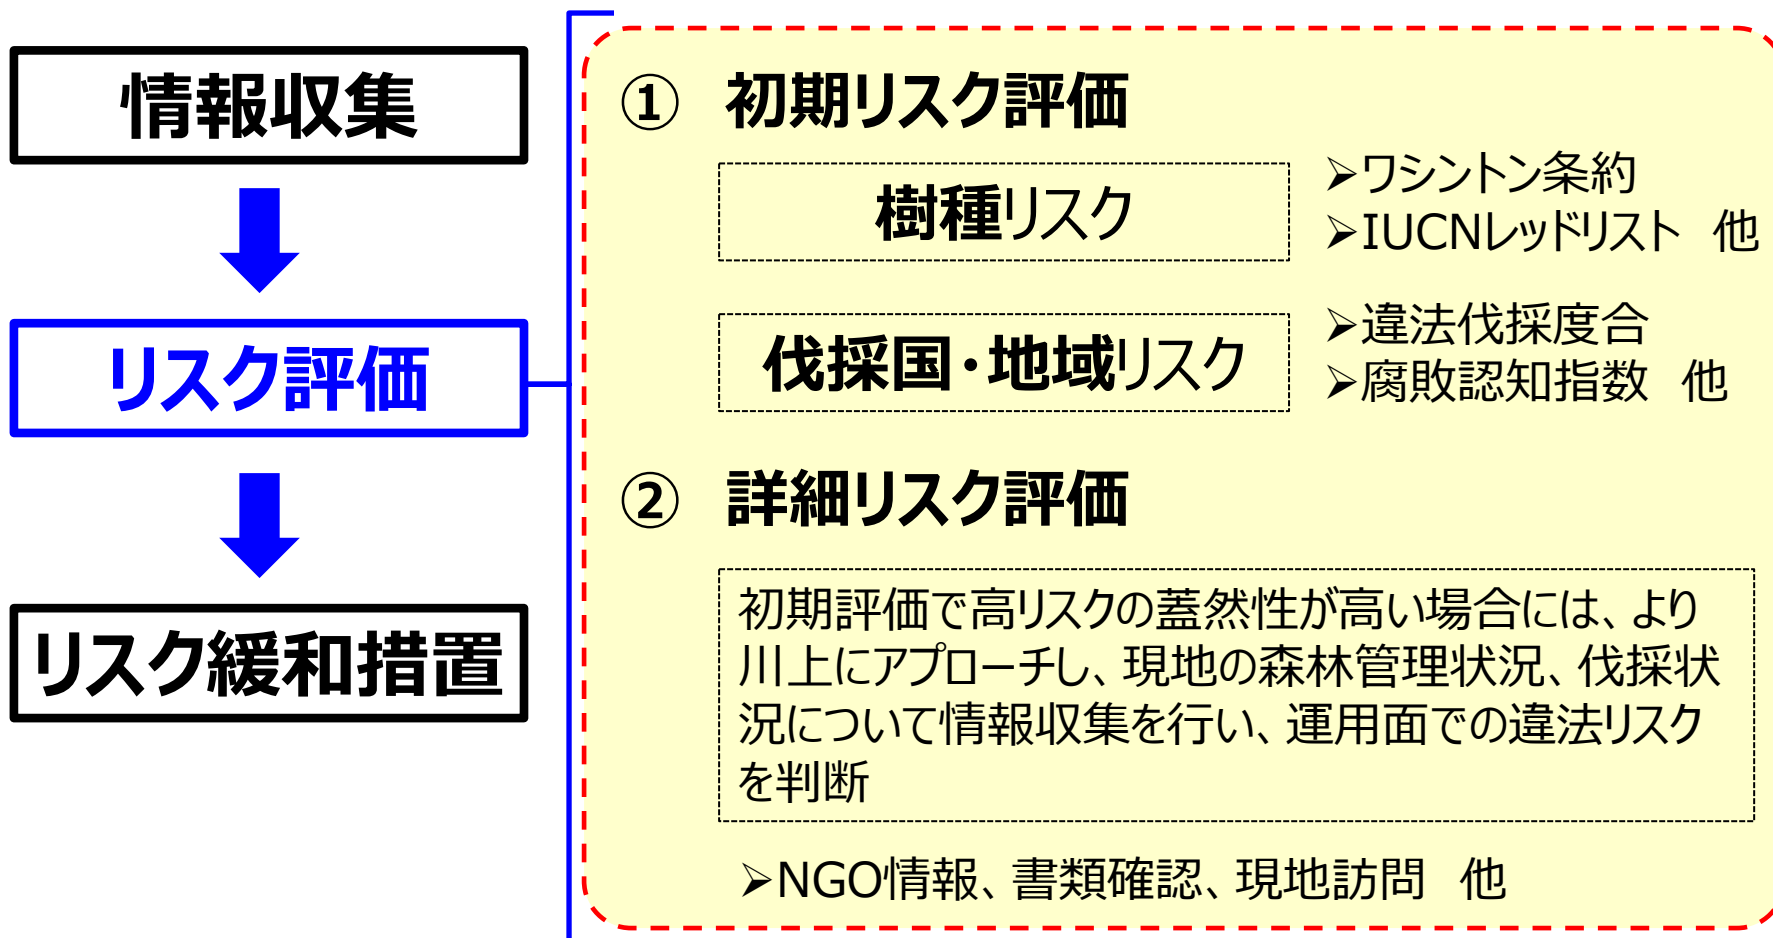 情報収集
リスク評価
リスク緩和措置
① 初期リスク評価
樹種リスク
➢ワシントン条約
➢IUCNレッドリスト 他
伐採国・地域リスク
➢違法伐採度合
➢腐敗認知指数 他
② 詳細リスク評価
初期評価で高リスクの蓋然性が高い場合には、より
川上にアプローチし、現地の森林管理状況、伐採状
況について情報収集を行い、運用面での違法リスク
を判断
➢NGO情報、書類確認、現地訪問 他